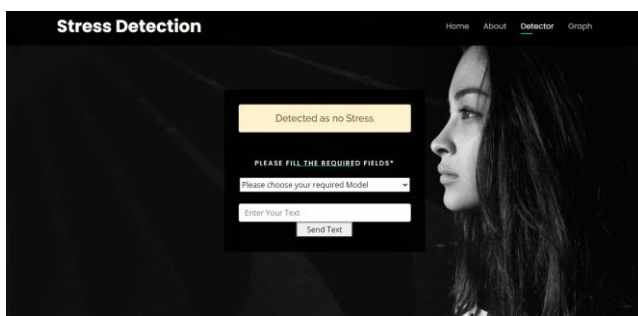 Stress Detection
Home About Detector Graph
Detected as no Stress
PLEASE FILL THE REQUIRED FIELDS*
Please choose your required Model
Enter Your Text
Send Text